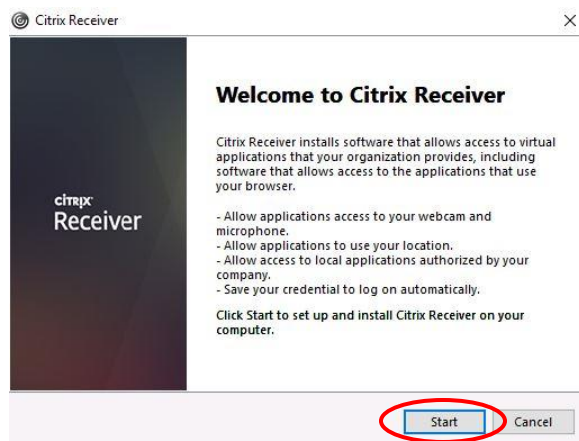 Citrix Receiver
Welcome to Citrix Receiver
Citrix Receiver installs software that allows access to virtual
applications that your organization provides, including
software that allows access to the applications that use
your browser.
- Allow applications access to your webcam and
microphone.
- Allow applications to use your location.
- Allow access to local applications authorized by your
company.
- Save your credential to log on automatically.
Click Start to set up and install Citrix Receiver on your
computer.
CITRIX
Receiver
Start
Cancel